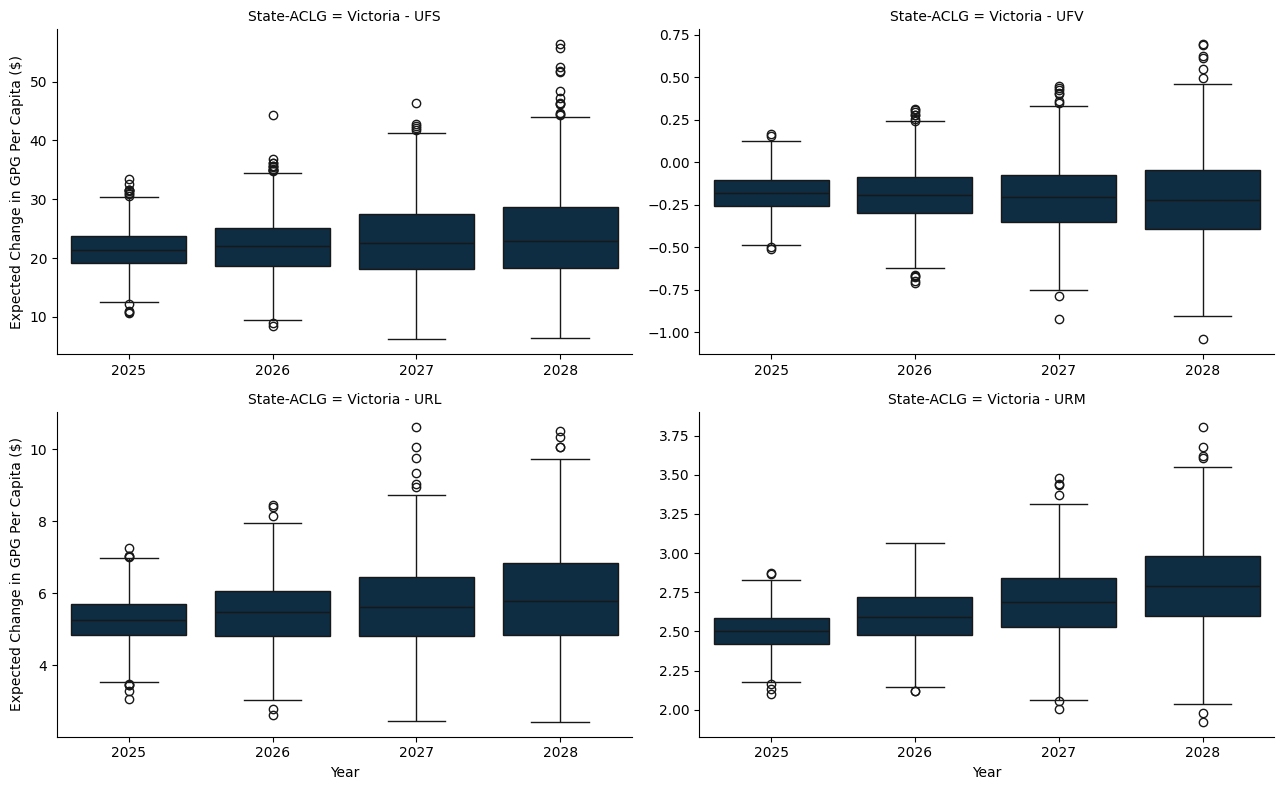 State-ACLG = Victoria - UFS
Expected Change in GPG Per Capita ($)
50
40
30
20
10
2025 2026 2027 2028
State-ACLG = Victoria - UFV
0.75
0.50
0.25
0.00
−0.25
−0.50
−0.75
−1.00
2025 2026 2027 2028
State-ACLG = Victoria - URL
Expected Change in GPG Per Capita ($)
10
8
6
4
2025 2026 2027 2028
Year
State-ACLG = Victoria - URM
3.75
3.50
3.25
3.00
2.75
2.50
2.25
2.00
2025 2026 2027 2028
Year